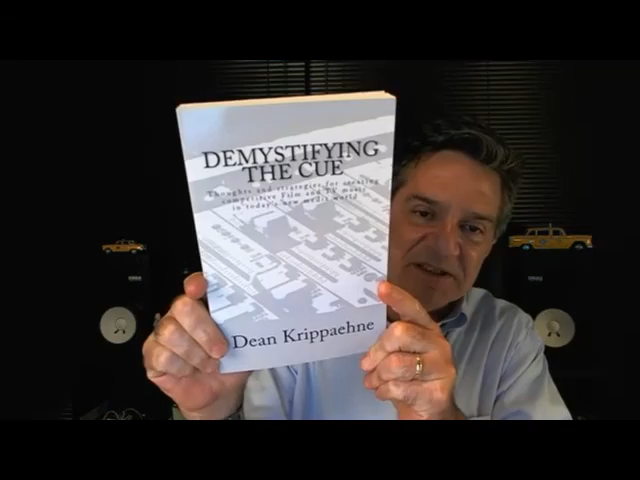 DEMYSTIFYING
THE CUE
Thoughts and strategies for creating
competitive Film and TV music
in today's new media world
Dean Krippaehne